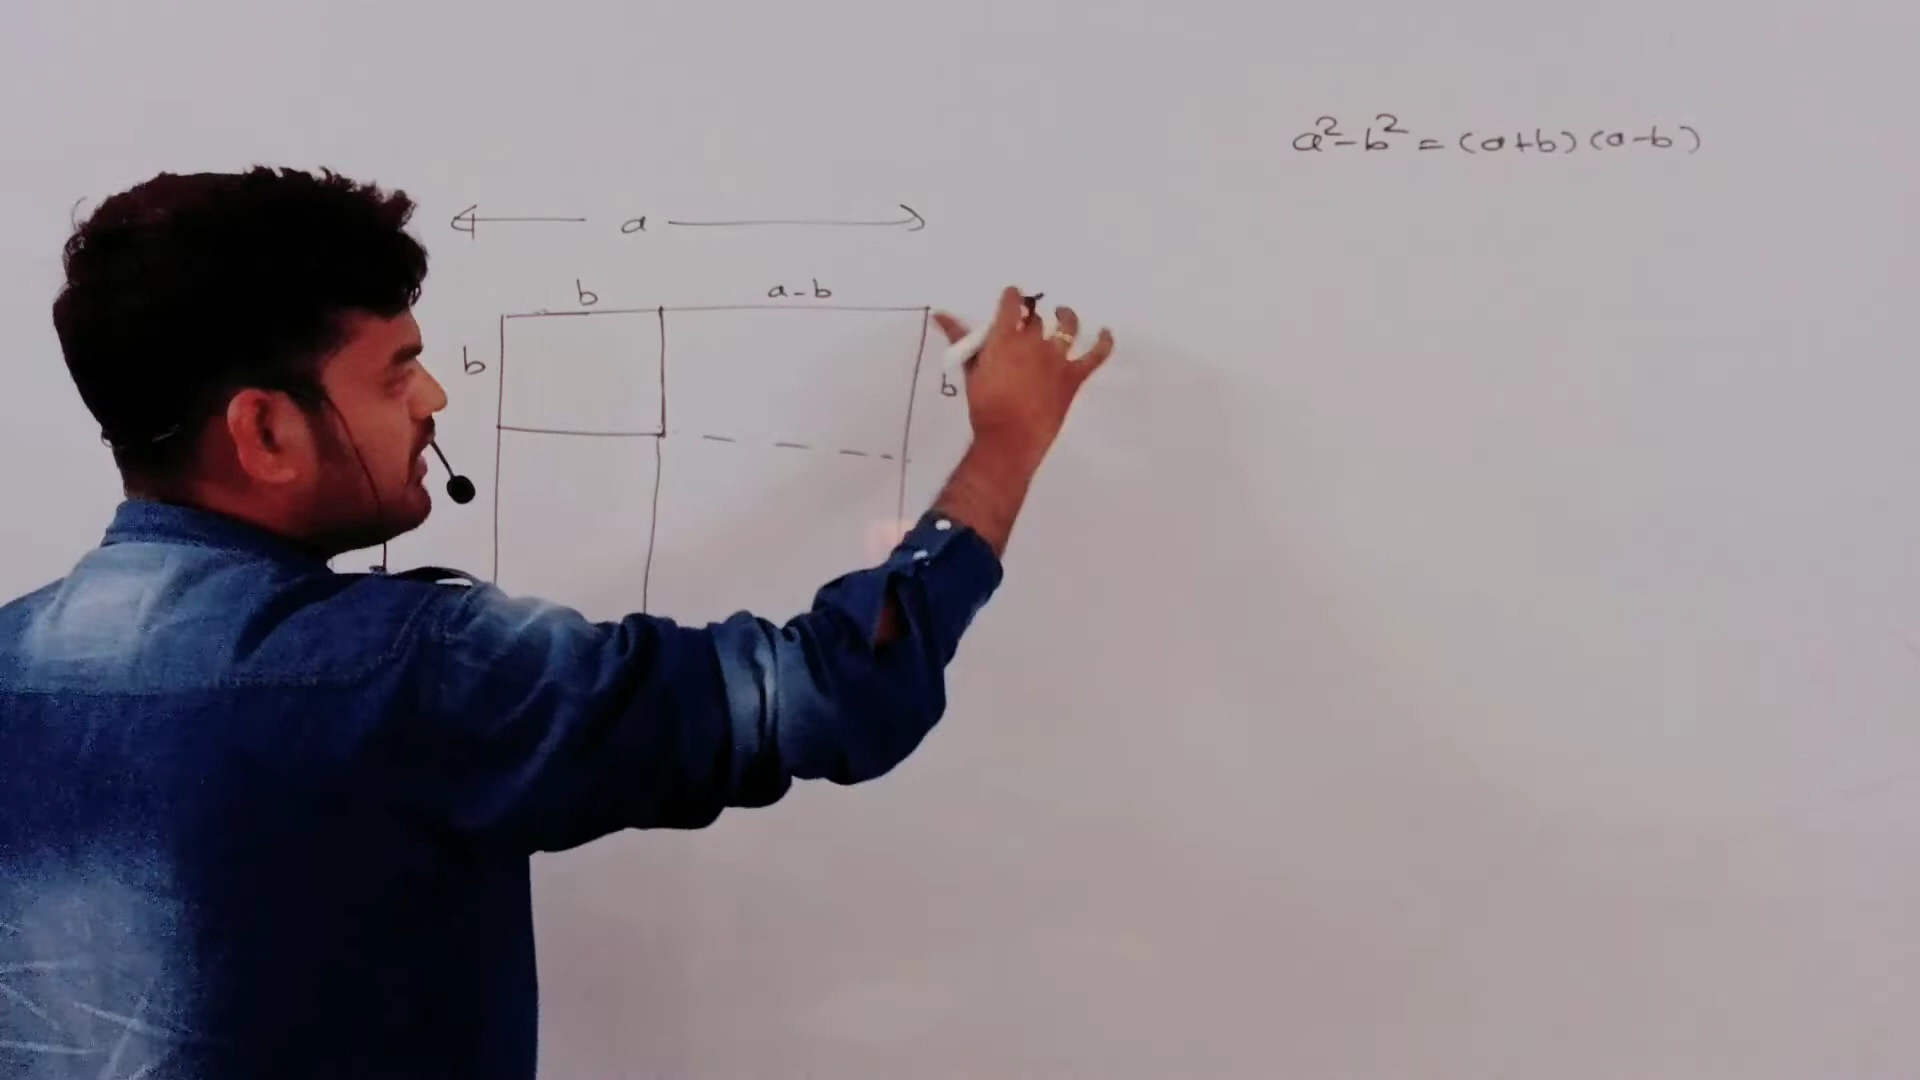 a²-b² = (a+b)(a-b)
a
b a-b
b b